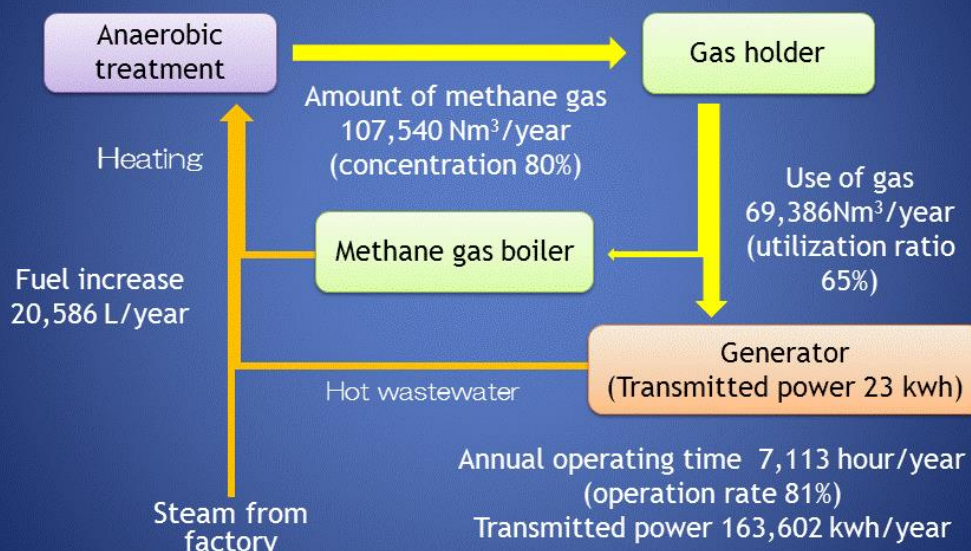 Anaerobic
treatment
Gas holder
Amount of methane gas
107,540 Nm³/year
(concentration 80%)
Heating
Use of gas
69,386Nm³/year
(utilization ratio
65%)
Methane gas boiler
Fuel increase
20,586 L/year
Generator
(Transmitted power 23 kwh)
Hot wastewater
Annual operating time 7,113 hour/year
(operation rate 81%)
Transmitted power 163,602 kwh/year
Steam from
factory